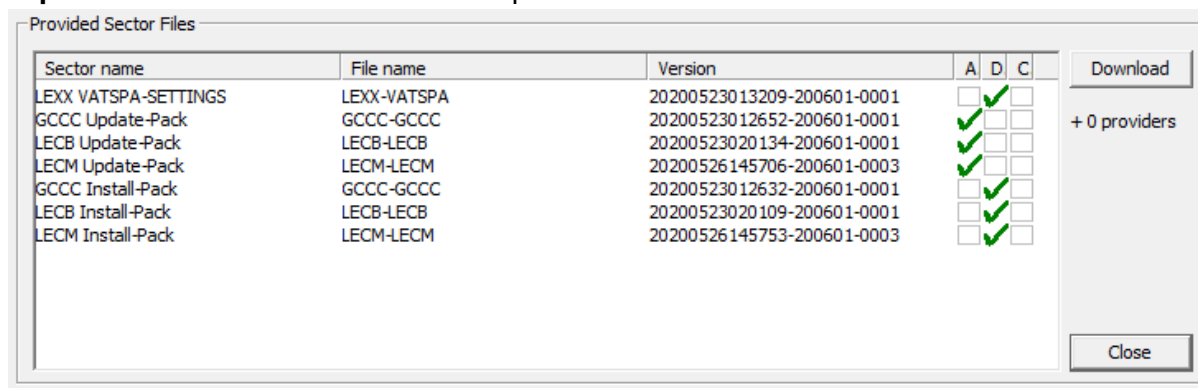 Provided Sector Files
Sector name File name Version A D C Download
LEXX VATSPA-SETTINGS LEXX-VATSPA 20200523013209-200601-0001
GCCC Update-Pack GCCC-GCCC 20200523012652-200601-0001 + 0 providers
LECB Update-Pack LECB-LECB 20200523020134-200601-0001
LECM Update-Pack LECM-LECM 20200526145706-200601-0003
GCCC Install-Pack GCCC-GCCC 20200523012632-200601-0001
LECB Install-Pack LECB-LECB 20200523020109-200601-0001
LECM Install-Pack LECM-LECM 20200526145753-200601-0003
Close